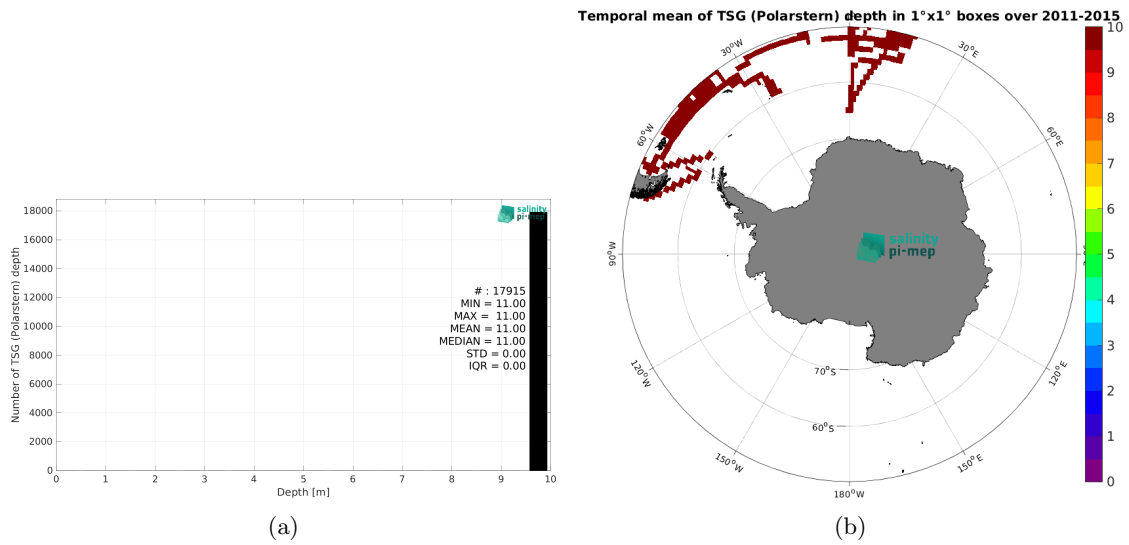 Temporal mean of TSG (Polarstern) depth in 1°x1° boxes over 2011-2015
18000
16000
14000
12000
10000
8000
6000
4000
2000
0
Number of TSG (Polarstern) depth
salinity
pi-mep
# : 17915
MIN = 11.00
MAX = 11.00
MEAN = 11.00
MEDIAN = 11.00
STD = 0.00
IQR = 0.00
0 1 2 3 4 5 6 7 8 9 10
Depth [m]
(a)
30°W
30°E
60°W
60°E
90°W
120°W
120°E
150°W
150°E
180°W
70°S
60°S
salinity
pi-mep
10
9
8
7
6
5
4
3
2
1
0
(b)